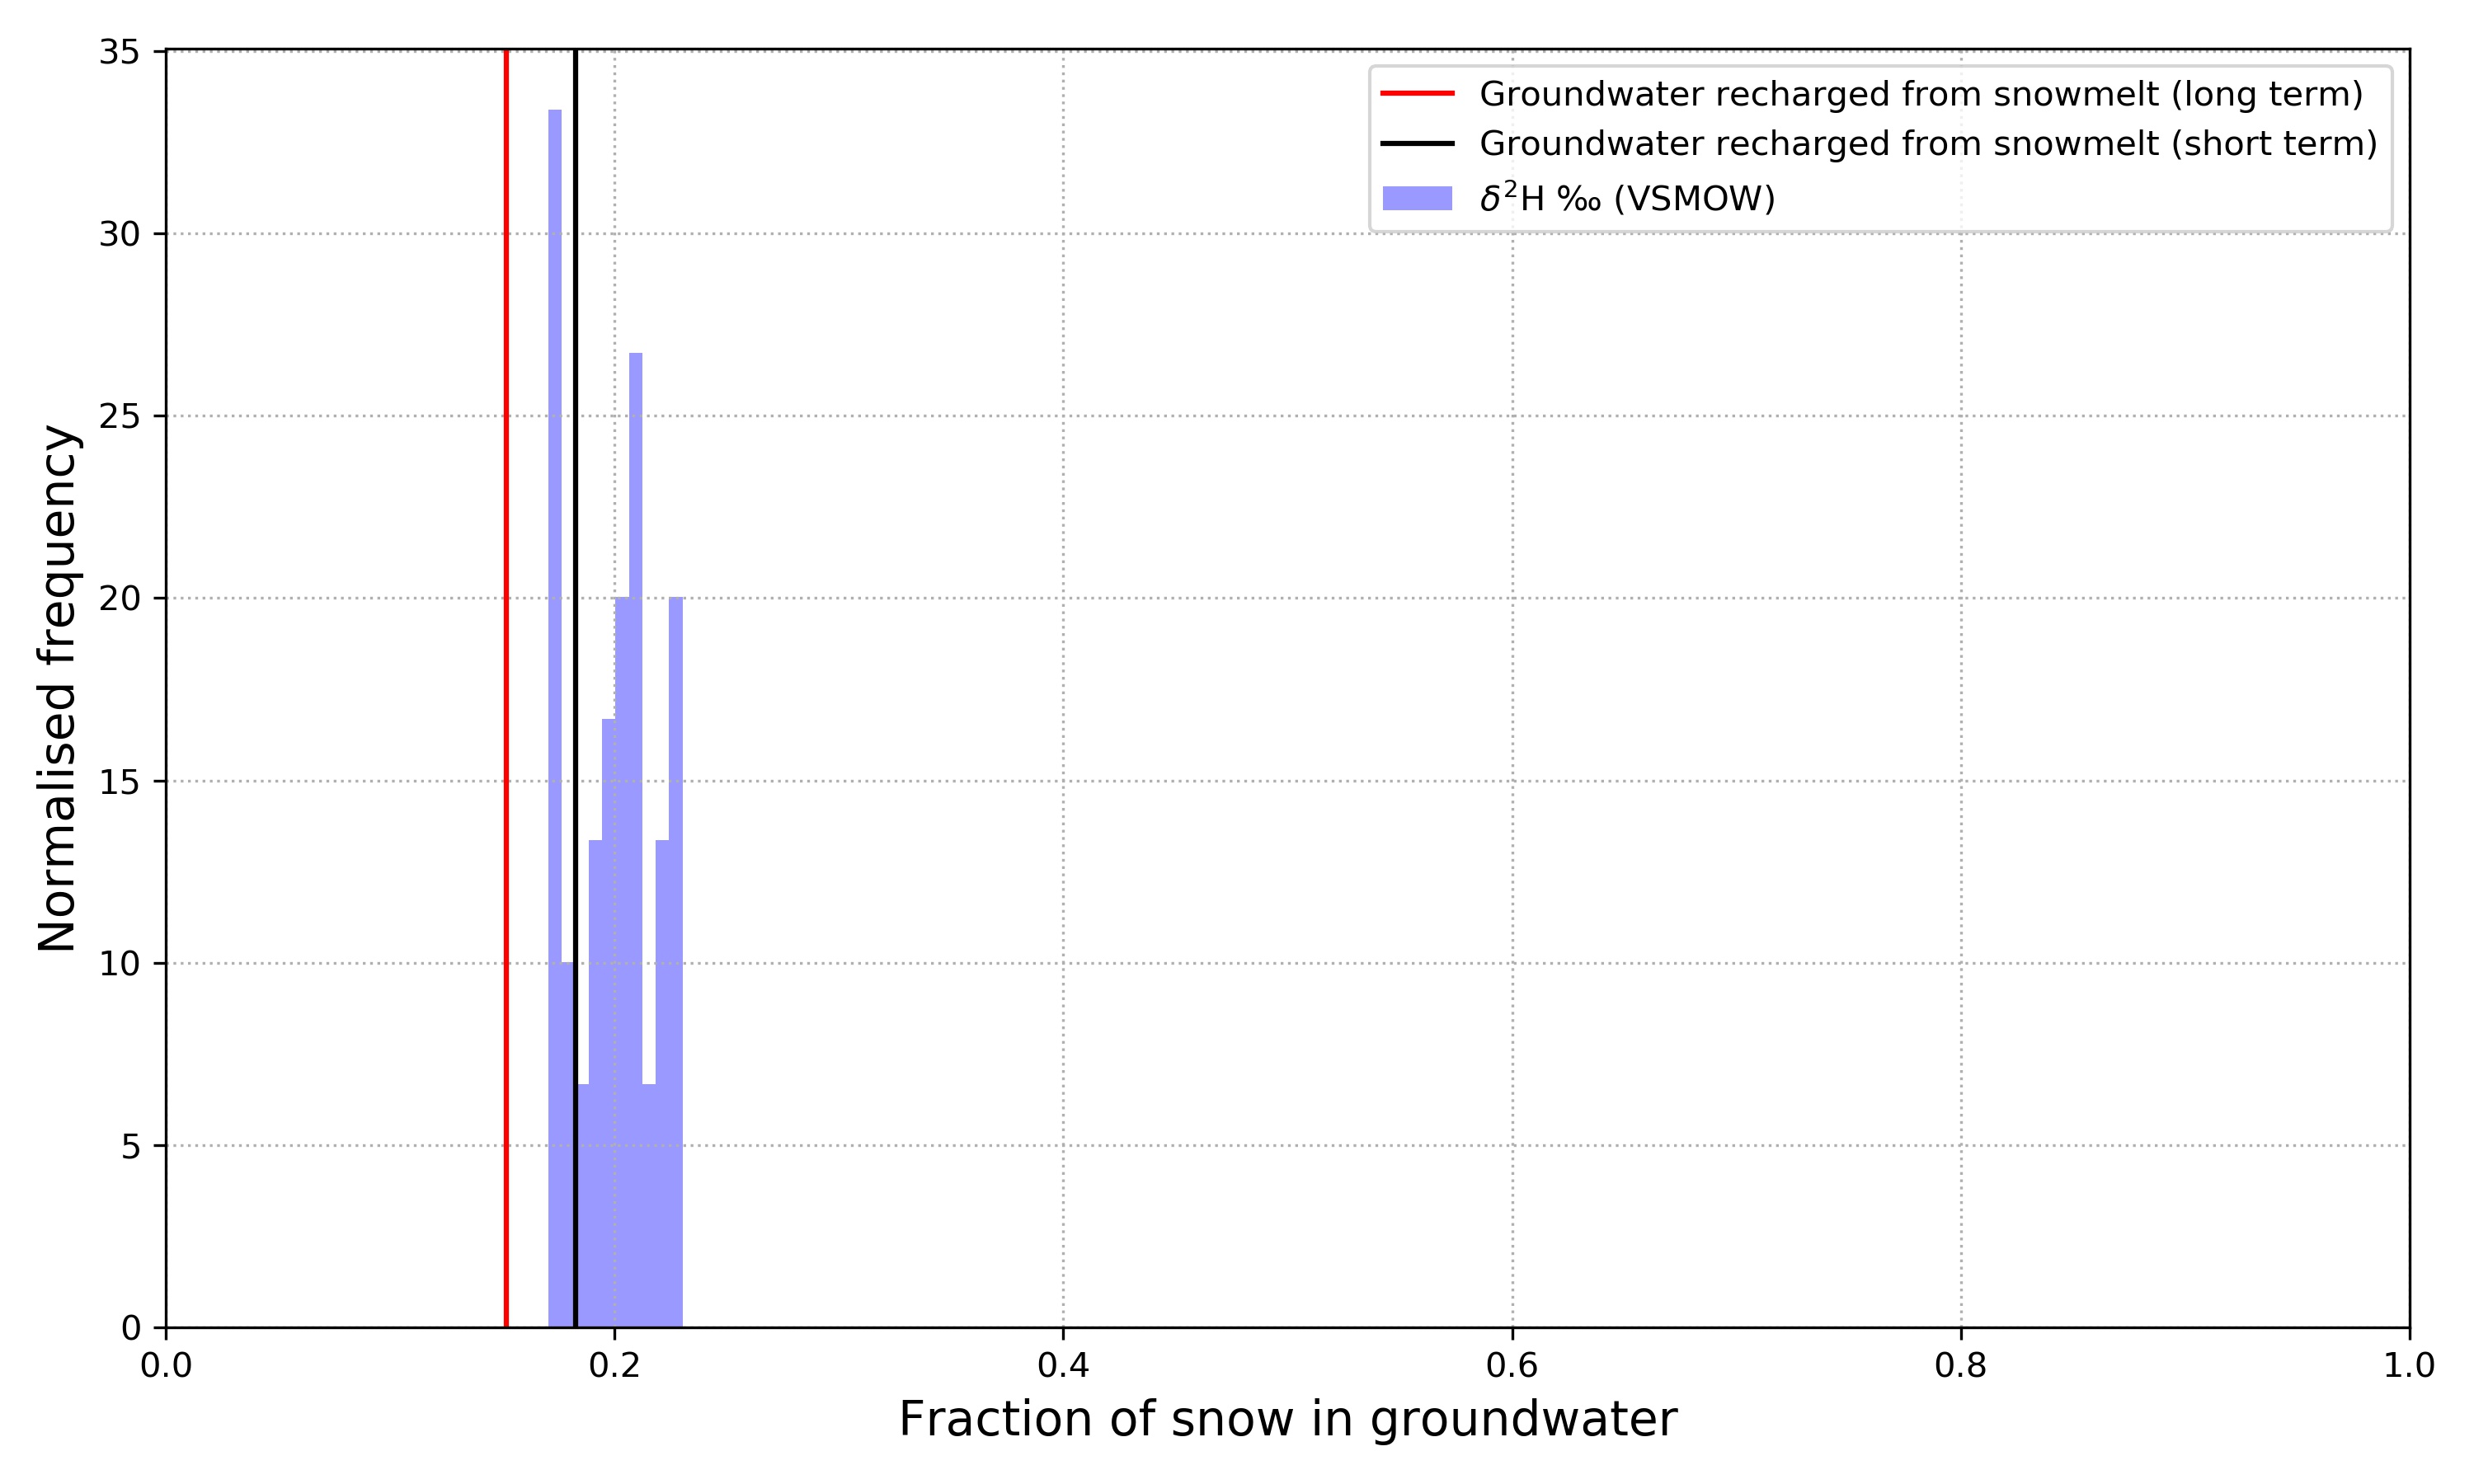 35
30
25
20
15
10
5
0
Normalised frequency
Groundwater recharged from snowmelt (long term)
Groundwater recharged from snowmelt (short term)
δ²H ‰ (VSMOW)
0.0 0.2 0.4 0.6 0.8 1.0
Fraction of snow in groundwater